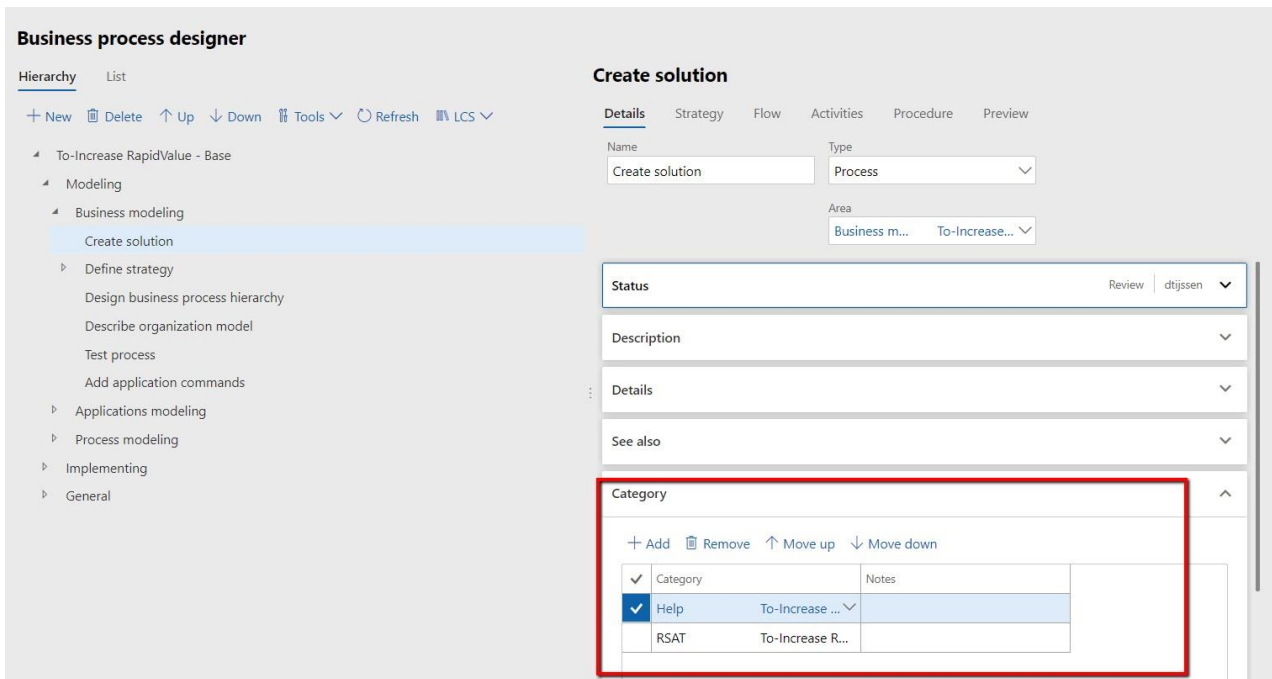 Business process designer
Hierarchy List
New Delete Up Down Tools Refresh LCS
To-Increase RapidValue - Base
Modeling
Business modeling
Create solution
Define strategy
Design business process hierarchy
Describe organization model
Test process
Add application commands
Applications modeling
Process modeling
Implementing
General
Create solution
Details Strategy Flow Activities Procedure Preview
Name Type
Create solution Process
Area
Business m... To-Increase...
Status Review dtijssen
Description
Details
See also
Category
Add Remove Move up Move down
Category Notes
Help To-Increase ...
RSAT To-Increase R...